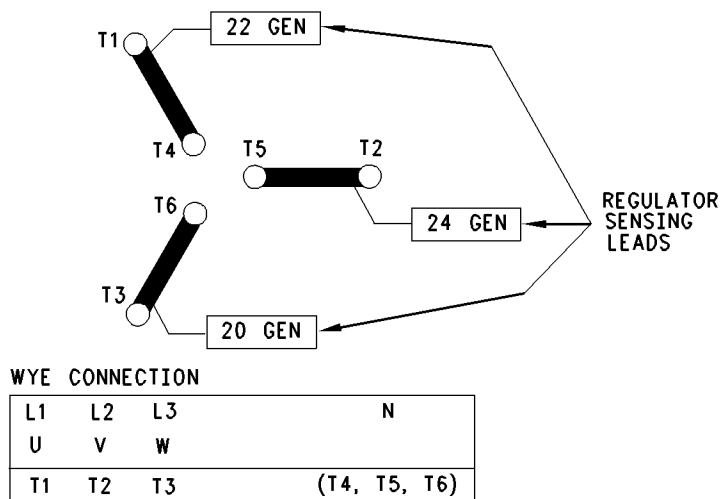 T1
22 GEN
T4
T5
T2
T6
REGULATOR
SENSING
LEADS
24 GEN
T3
20 GEN
WYE CONNECTION
L1 L2 L3 N
U V W
T1 T2 T3 (T4, T5, T6)